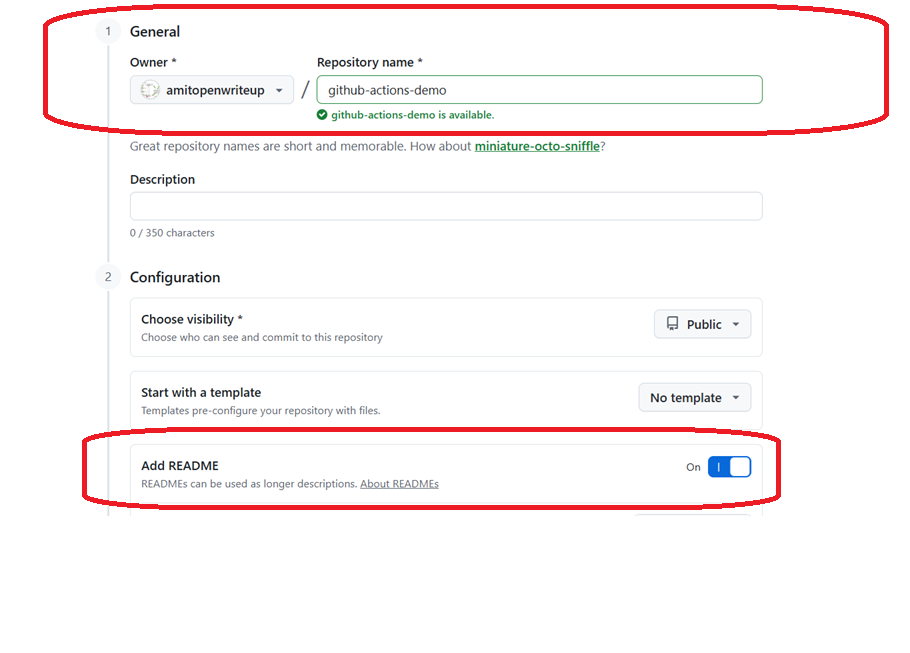 1 General
Owner * Repository name *
amitopenwriteup / github-actions-demo
github-actions-demo is available.
Great repository names are short and memorable. How about miniature-octo-sniffle?
Description
0 / 350 characters
2 Configuration
Choose visibility *
Choose who can see and commit to this repository
Public
Start with a template
Templates pre-configure your repository with files.
No template
Add README
READMEs can be used as longer descriptions. About READMEs
On